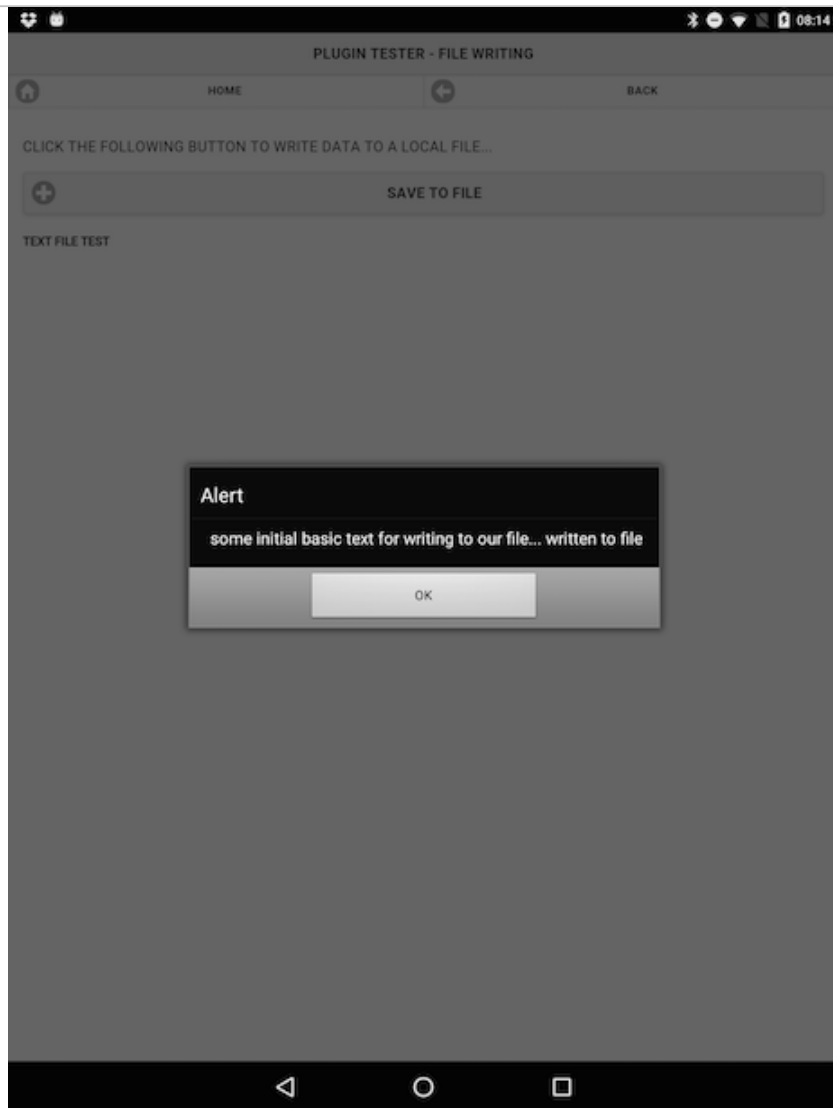 08:14
PLUGIN TESTER - FILE WRITING
HOME BACK
CLICK THE FOLLOWING BUTTON TO WRITE DATA TO A LOCAL FILE...
SAVE TO FILE
TEXT FILE TEST
Alert
some initial basic text for writing to our file... written to file
OK